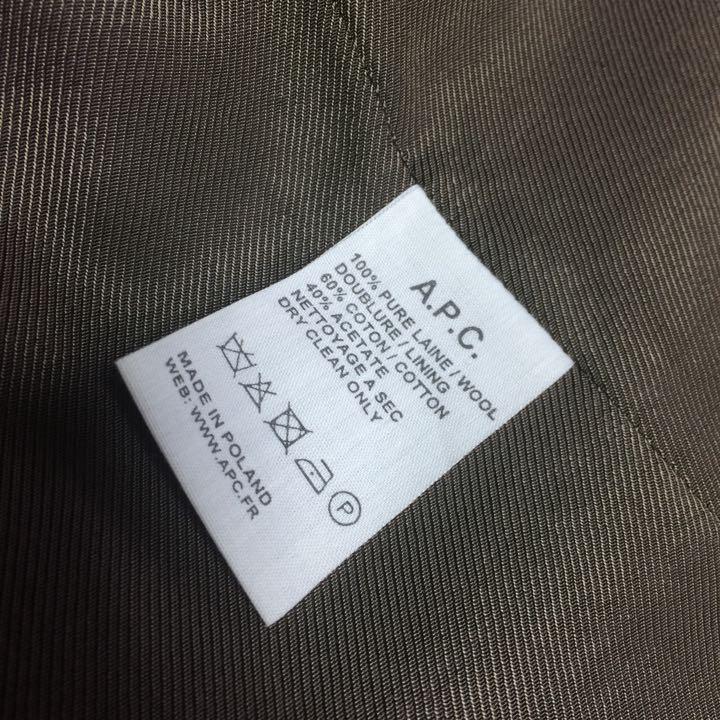 A.P.C.
100% PURE LAINE / WOOL
DOUBLURE / LINING
60% COTON / COTTON
40% ACETATE
NETTOYAGE A SEC
DRY CLEAN ONLY
P
MADE IN POLAND
WEB: WWW.APC.FR